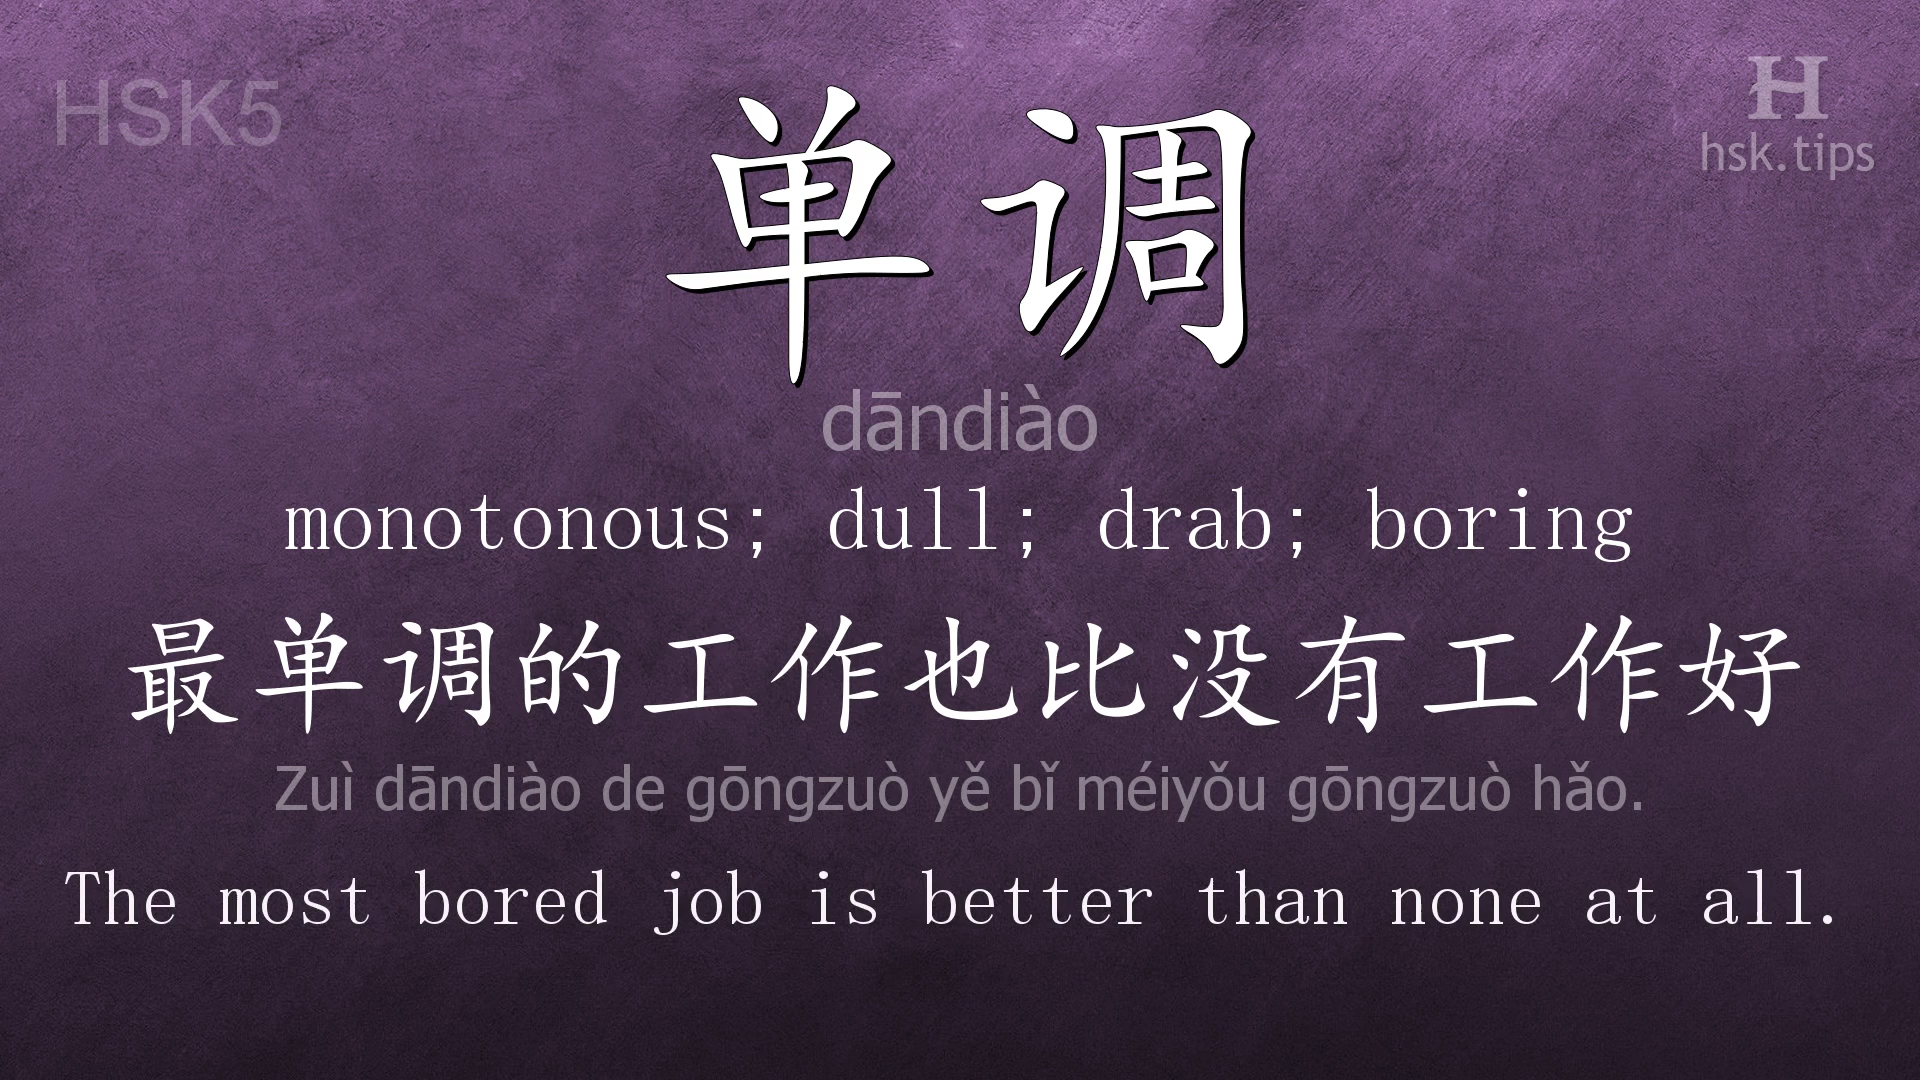 HSK5
H
hsk.tips
单调
dāndiào
monotonous; dull; drab; boring
最单调的工作也比没有工作好
Zuì dāndiào de gōngzuò yě bǐ méiyǒu gōngzuò hǎo.
The most bored job is better than none at all.